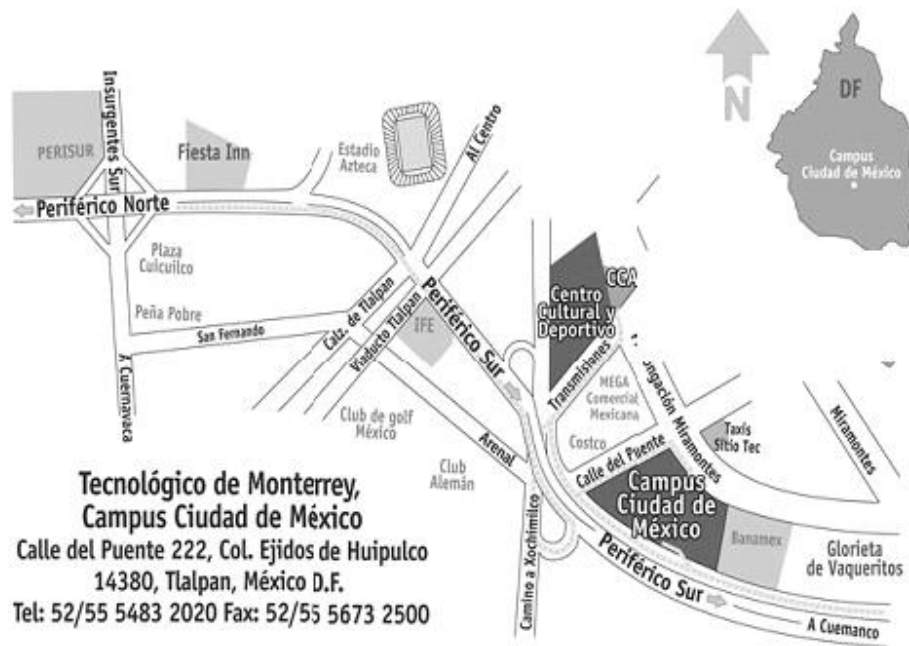 N
DF
Campus
Ciudad de México
Insurgentes Sur
PERISUR
Fiesta Inn
Estadio
Azteca
Al Centro
Periférico Norte
Plaza
Cuicuilco
Peña Pobre
San Fernando
Calz. de Tlalpan
Viaducto Tlalpan
IFE
Periférico Sur
CCA
Centro
Cultural y
Deportivo
Transmisiones
MEGA
Comercial
Mexicana
Miramontes
Miramontes
Taxis
Sitio Tec
Costco
Calle del Puente
A Cuernavaca
Club de golf
México
Arenal
Club
Alemán
Campus
Ciudad de
México
Banamex
Glorieta
de Vaqueritos
Camino a Xochimilco
Periférico Sur
A Cuemanco
Tecnológico de Monterrey,
Campus Ciudad de México
Calle del Puente 222, Col. Ejidos de Huipulco
14380, Tlalpan, México D.F.
Tel: 52/55 5483 2020 Fax: 52/55 5673 2500